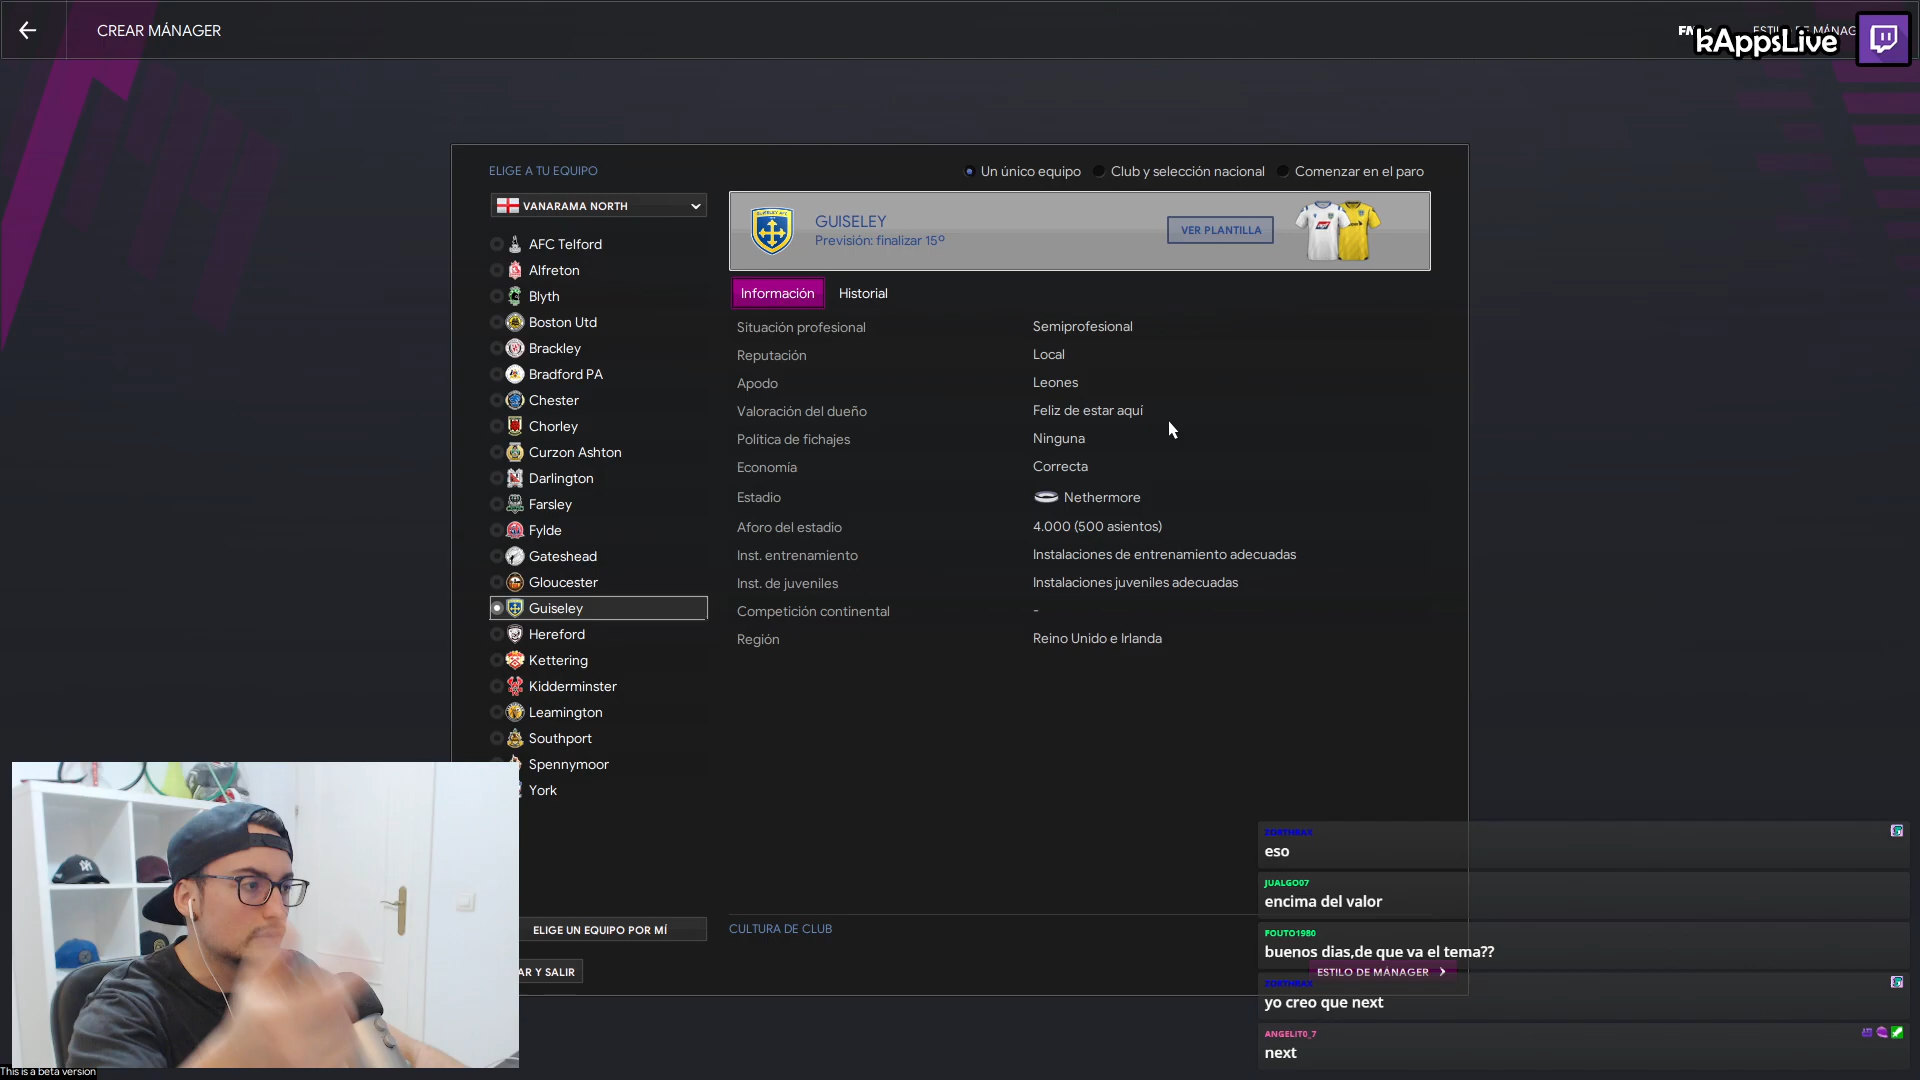 CREAR MÁNAGER
kAppsLive
ELIGE A TU EQUIPO
Un único equipo
Club y selección nacional
Comenzar en el paro
VANARAMA NORTH
AFC Telford
Alfreton
Blyth
Boston Utd
Brackley
Bradford PA
Chester
Chorley
Curzon Ashton
Darlington
Farsley
Fylde
Gateshead
Gloucester
Guiseley
Hereford
Kettering
Kidderminster
Leamington
Southport
Spennymoor
York
GUISELEY
Previsión: finalizar 15º
VER PLANTILLA
Información
Historial
Situación profesional Semiprofesional
Reputación Local
Apodo Leones
Valoración del dueño Feliz de estar aquí
Política de fichajes Ninguna
Economía Correcta
Estadio Nethermore
Aforo del estadio 4.000 (500 asientos)
Inst. entrenamiento Instalaciones de entrenamiento adecuadas
Inst. de juveniles Instalaciones juveniles adecuadas
Competición continental -
Región Reino Unido e Irlanda
ELIGE UN EQUIPO POR MÍ
CULTURA DE CLUB
AR Y SALIR
ESTILO DE MÁNAGER
ZORTHRAX
eso
JUALGO07
encima del valor
FOUTO1980
buenos dias,de que va el tema??
ZORTHRAX
yo creo que next
ANGELIT0_7
next
This is a beta version